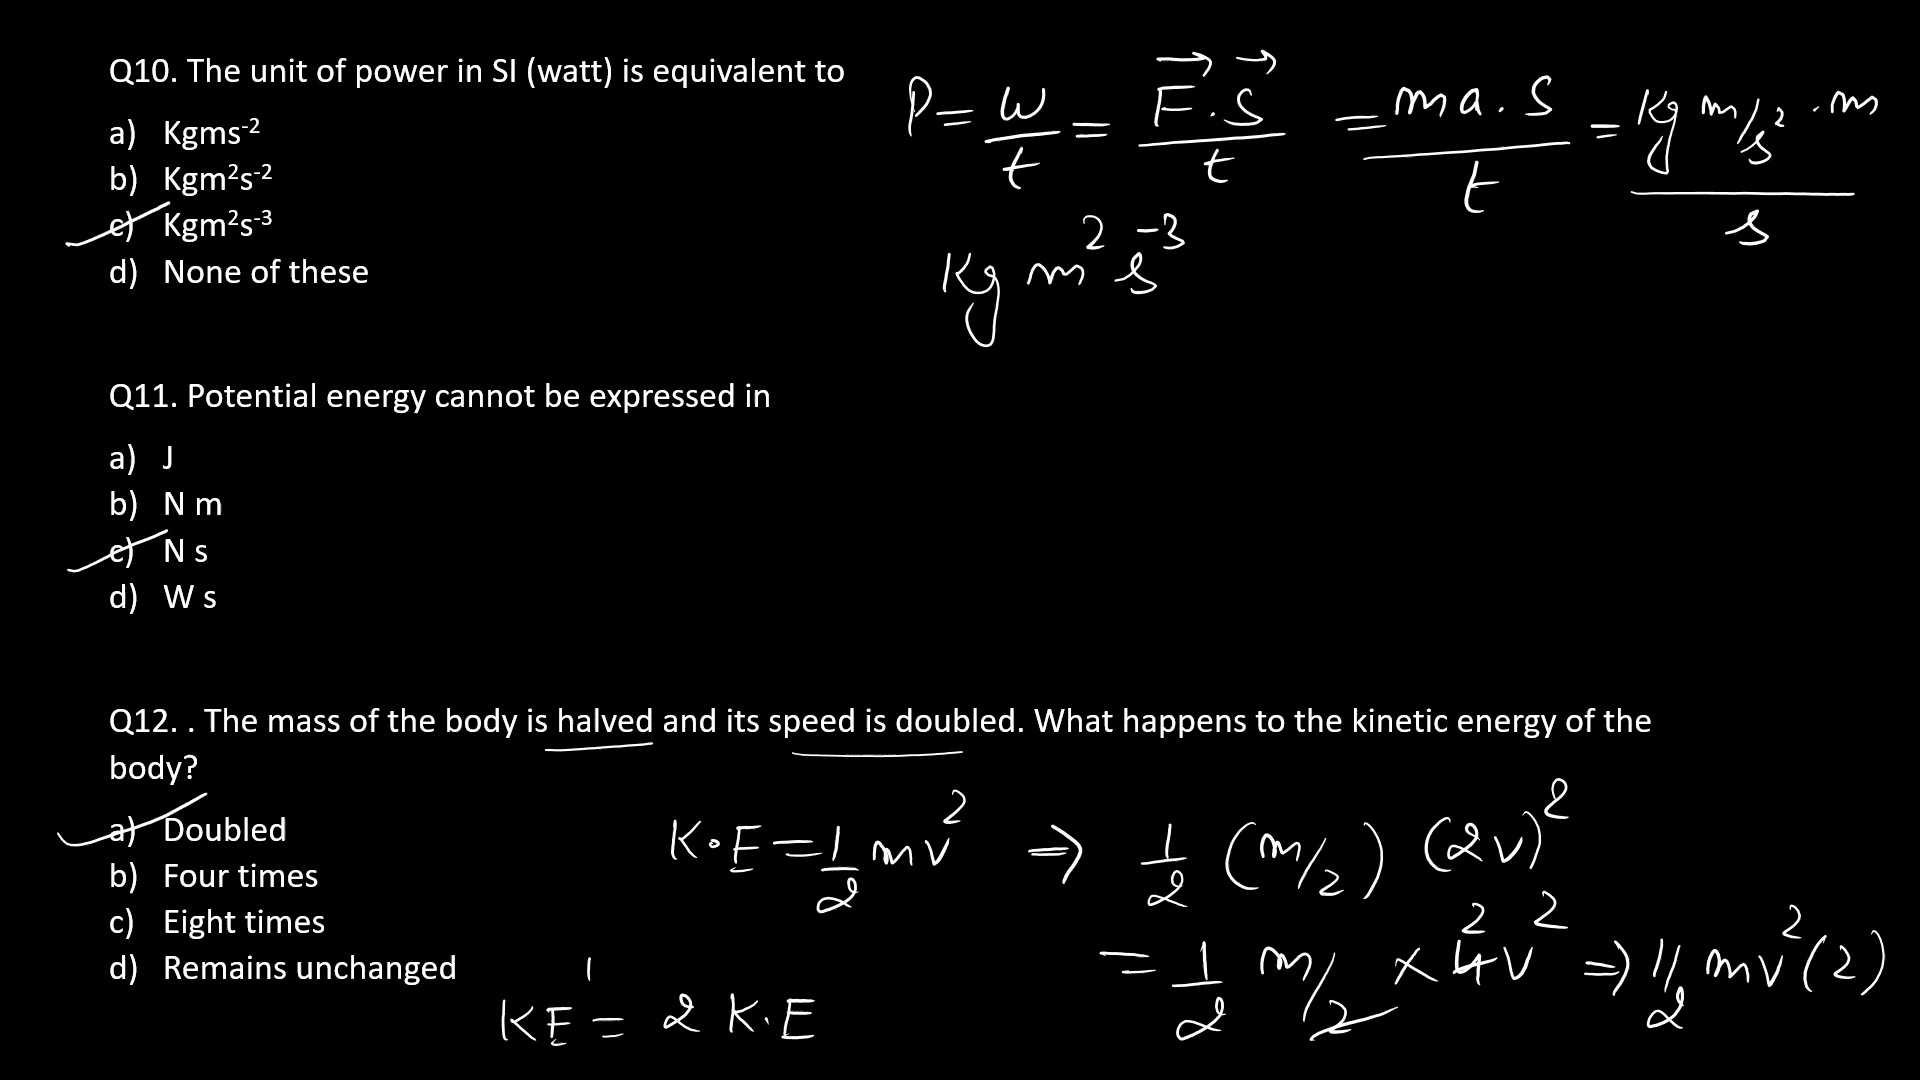 Q10. The unit of power in SI (watt) is equivalent to
a) Kgms⁻²
b) Kgm²s⁻²
c) Kgm²s⁻³
d) None of these
P = W/t = F⃗ . S⃗ / t = ma . S / t = Kg m/s² . m / s
Kg m² s⁻³
Q11. Potential energy cannot be expressed in
a) J
b) N m
c) N s
d) W s
Q12. . The mass of the body is halved and its speed is doubled. What happens to the kinetic energy of the
body?
a) Doubled
b) Four times
c) Eight times
d) Remains unchanged
K.E = 1/2 mv² ⇒ 1/2 (m/2) (2v)²
= 1/2 m/2 × 4 2 v² ⇒ 1/2 mv² (2)
KE' = 2 K.E